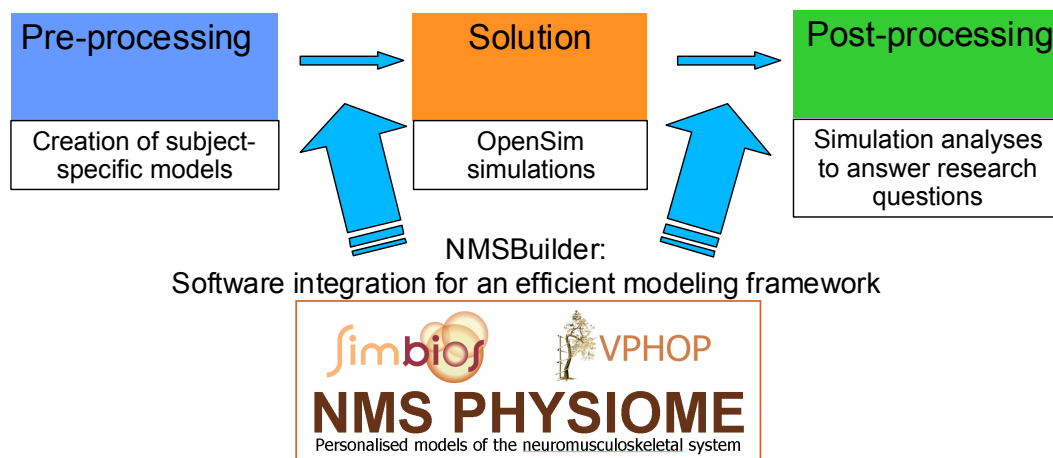 Pre-processing
Solution
Post-processing
Creation of subject-
specific models
OpenSim
simulations
Simulation analyses
to answer research
questions
NMSBuilder:
Software integration for an efficient modeling framework
Simbios
VPHOP
NMS PHYSIOME
Personalised models of the neuromusculoskeletal system